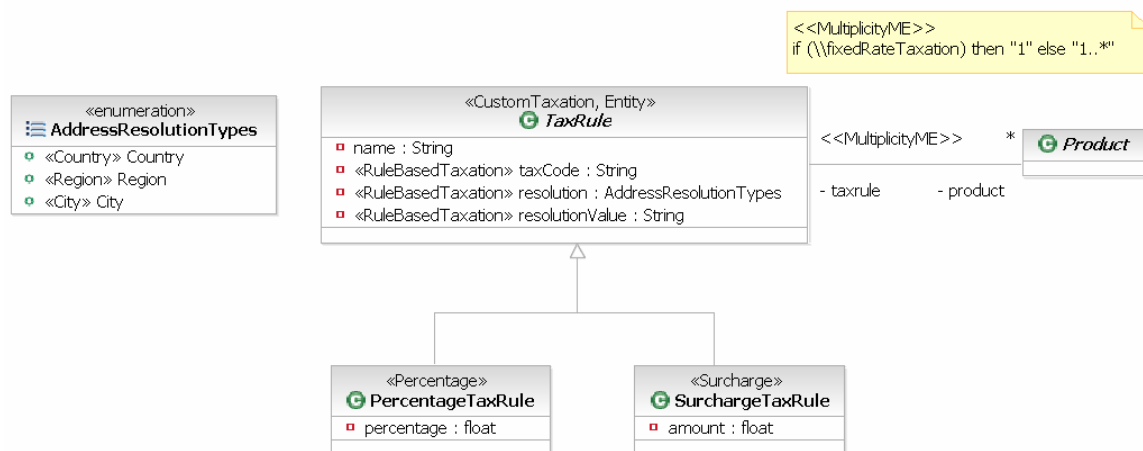 <<MultiplicityME>>
if (\\fixedRateTaxation) then "1" else "1..*"
«enumeration»
AddressResolutionTypes
«Country» Country
«Region» Region
«City» City
«CustomTaxation, Entity»
TaxRule
name : String
«RuleBasedTaxation» taxCode : String
«RuleBasedTaxation» resolution : AddressResolutionTypes
«RuleBasedTaxation» resolutionValue : String
<<MultiplicityME>> *
- taxrule - product
Product
«Percentage»
PercentageTaxRule
percentage : float
«Surcharge»
SurchargeTaxRule
amount : float